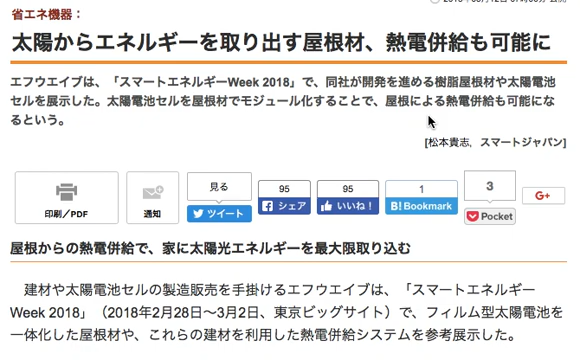 省エネ機器：
太陽からエネルギーを取り出す屋根材、熱電併給も可能に
エフウエイブは、「スマートエネルギーWeek 2018」で、同社が開発を進める樹脂屋根材や太陽電池
セルを展示した。太陽電池セルを屋根材でモジュール化することで、屋根による熱電併給も可能にな
るという。
[松本貴志，スマートジャパン]
見る 95 95 1 3
印刷／PDF 通知 ツイート シェア いいね！ B!Bookmark Pocket G+
屋根からの熱電併給で、家に太陽光エネルギーを最大限取り込む
建材や太陽電池セルの製造販売を手掛けるエフウエイブは、「スマートエネルギー
Week 2018」（2018年2月28日〜3月2日、東京ビッグサイト）で、フィルム型太陽電池を
一体化した屋根材や、これらの建材を利用した熱電併給システムを参考展示した。